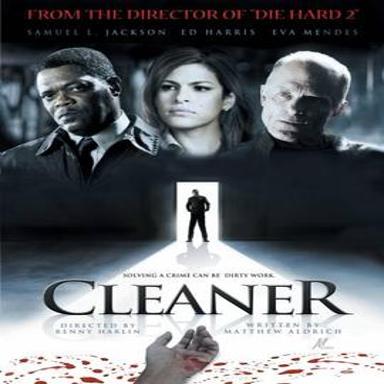 FROM THE DIRECTOR OF "DIE HARD 2"
SAMUEL L. JACKSON ED HARRIS EVA MENDES
SOLVING A CRIME CAN BE DIRTY WORK.
CLEANER
DIRECTED BY WRITTEN BY
RENNY HARLIN MATTHEW ALDRICH